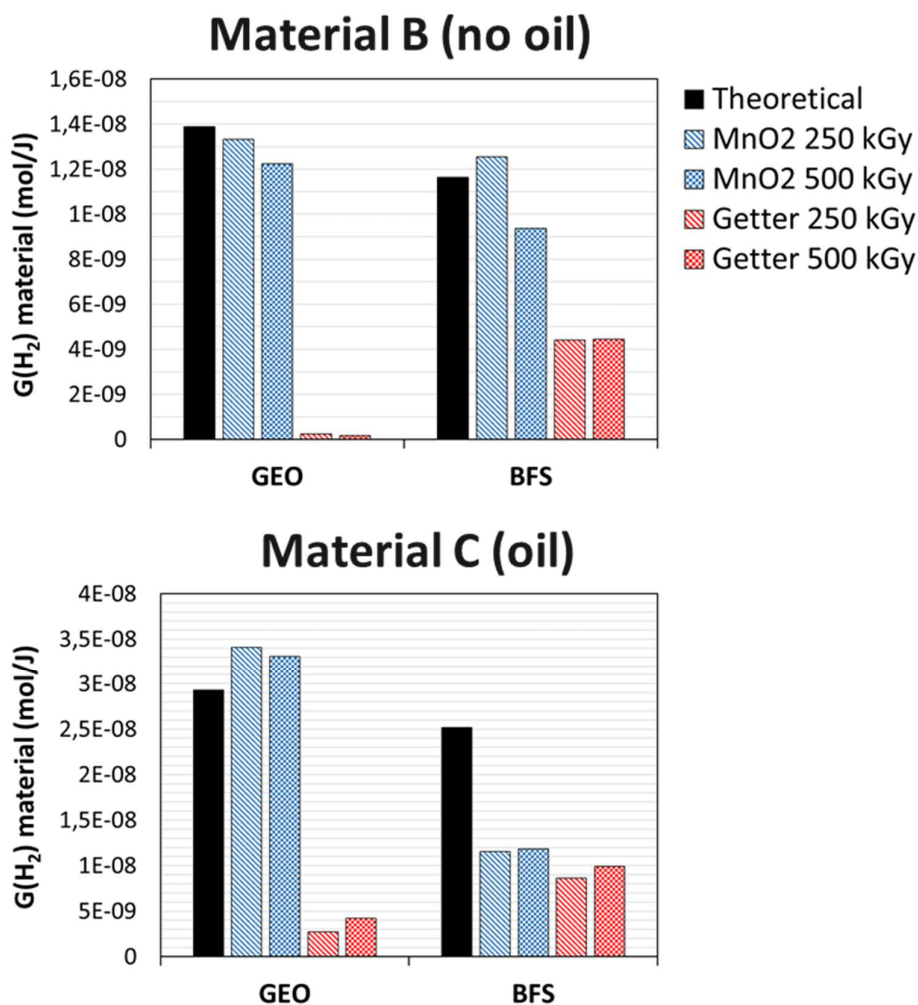 Material B (no oil)
G(H₂) material (mol/J)
1,6E-08
1,4E-08
1,2E-08
1E-08
8E-09
6E-09
4E-09
2E-09
0
GEO
BFS
Theoretical
MnO2 250 kGy
MnO2 500 kGy
Getter 250 kGy
Getter 500 kGy
Material C (oil)
G(H₂) material (mol/J)
4E-08
3,5E-08
3E-08
2,5E-08
2E-08
1,5E-08
1E-08
5E-09
0
GEO
BFS